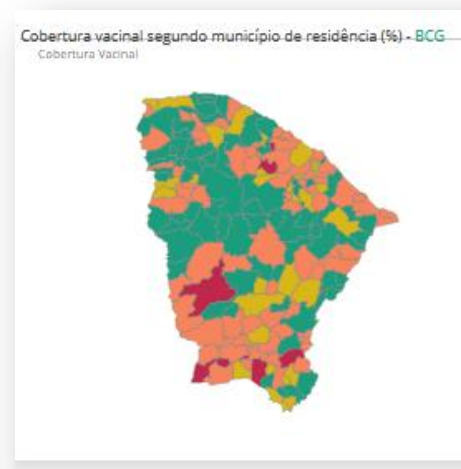 Cobertura vacinal segundo município de residência (%) - BCG
Cobertura Vacinal